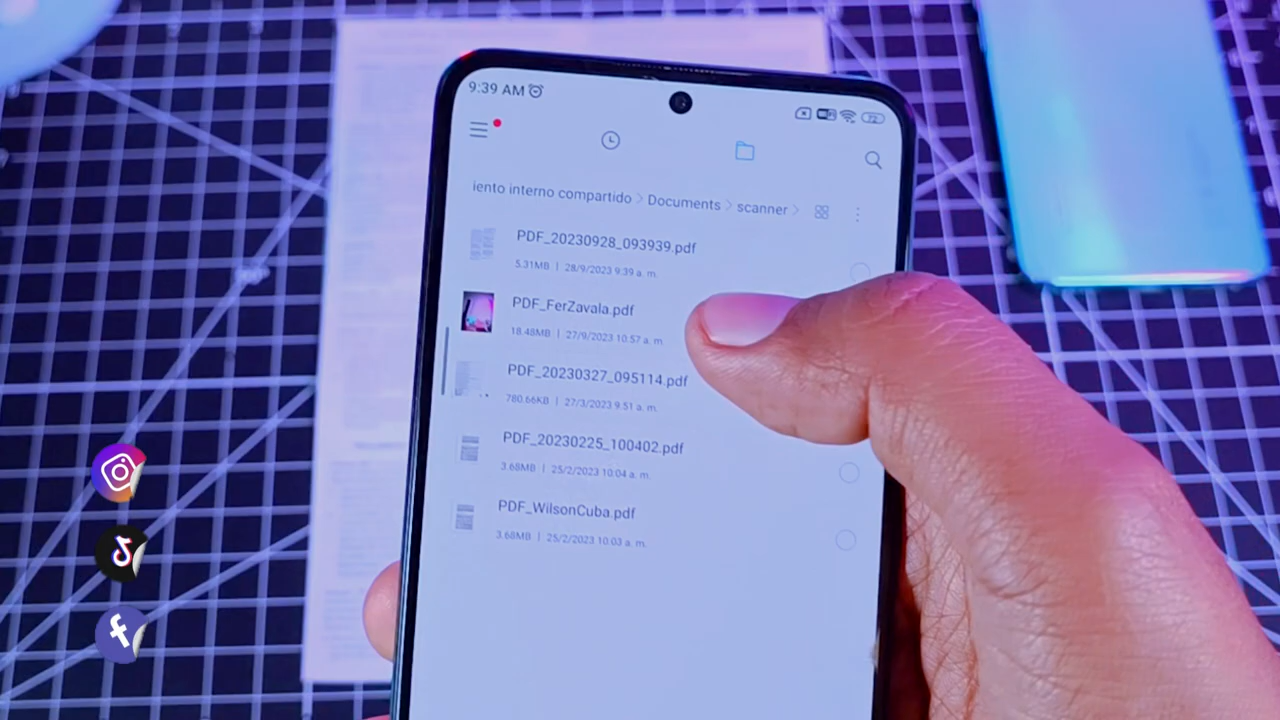 9:39 AM
72
iento interno compartido > Documents > scanner >
PDF_20230928_093939.pdf
5.31MB | 28/9/2023 9:39 a. m.
PDF_FerZavala.pdf
18.48MB | 27/9/2023 10:57 a. m.
PDF_20230327_095114.pdf
780.66KB | 27/3/2023 9:51 a. m.
PDF_20230225_100402.pdf
3.68MB | 25/2/2023 10:04 a. m.
PDF_WilsonCuba.pdf
3.68MB | 25/2/2023 10:03 a. m.